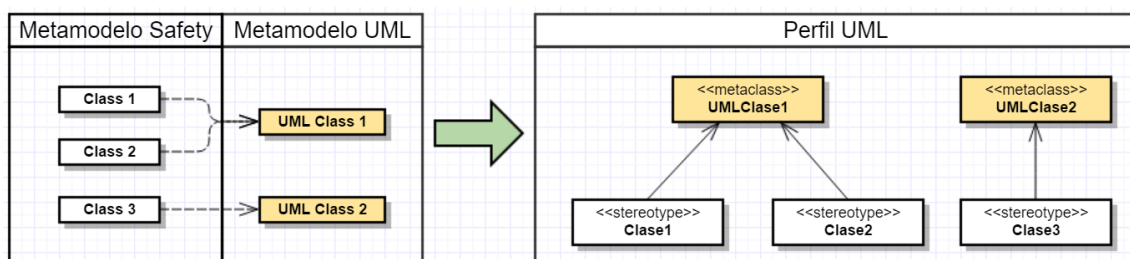 Metamodelo Safety
Metamodelo UML
Class 1
Class 2
Class 3
UML Class 1
UML Class 2
Perfil UML
<<metaclass>>
UMLClase1
<<metaclass>>
UMLClase2
<<stereotype>>
Clase1
<<stereotype>>
Clase2
<<stereotype>>
Clase3